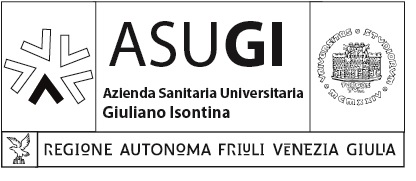 ASUGI
Azienda Sanitaria Universitaria
Giuliano Isontina
REGIONE AUTONOMA FRIULI VENEZIA GIULIA